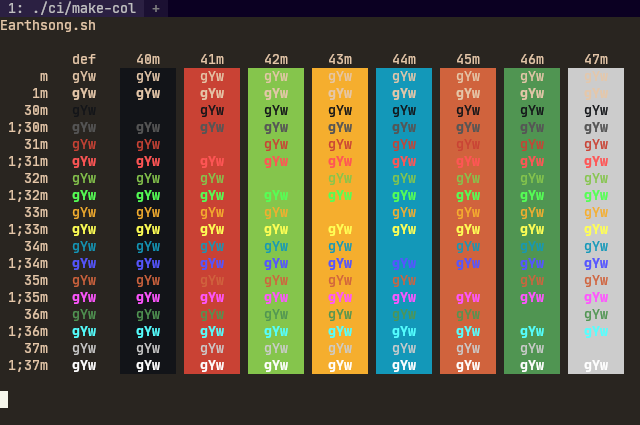 1: ./ci/make-col +
Earthsong.sh
def 40m 41m 42m 43m 44m 45m 46m 47m
m gYw gYw gYw gYw gYw gYw gYw gYw gYw
1m gYw gYw gYw gYw gYw gYw gYw gYw gYw
30m gYw gYw gYw gYw gYw gYw gYw gYw
1;30m gYw gYw gYw gYw gYw gYw gYw gYw gYw
31m gYw gYw gYw gYw gYw gYw gYw gYw
1;31m gYw gYw gYw gYw gYw gYw gYw gYw gYw
32m gYw gYw gYw gYw gYw gYw gYw gYw
1;32m gYw gYw gYw gYw gYw gYw gYw gYw gYw
33m gYw gYw gYw gYw gYw gYw gYw gYw
1;33m gYw gYw gYw gYw gYw gYw gYw gYw gYw
34m gYw gYw gYw gYw gYw gYw gYw gYw
1;34m gYw gYw gYw gYw gYw gYw gYw gYw gYw
35m gYw gYw gYw gYw gYw gYw gYw gYw
1;35m gYw gYw gYw gYw gYw gYw gYw gYw gYw
36m gYw gYw gYw gYw gYw gYw gYw gYw
1;36m gYw gYw gYw gYw gYw gYw gYw gYw gYw
37m gYw gYw gYw gYw gYw gYw gYw gYw
1;37m gYw gYw gYw gYw gYw gYw gYw gYw gYw